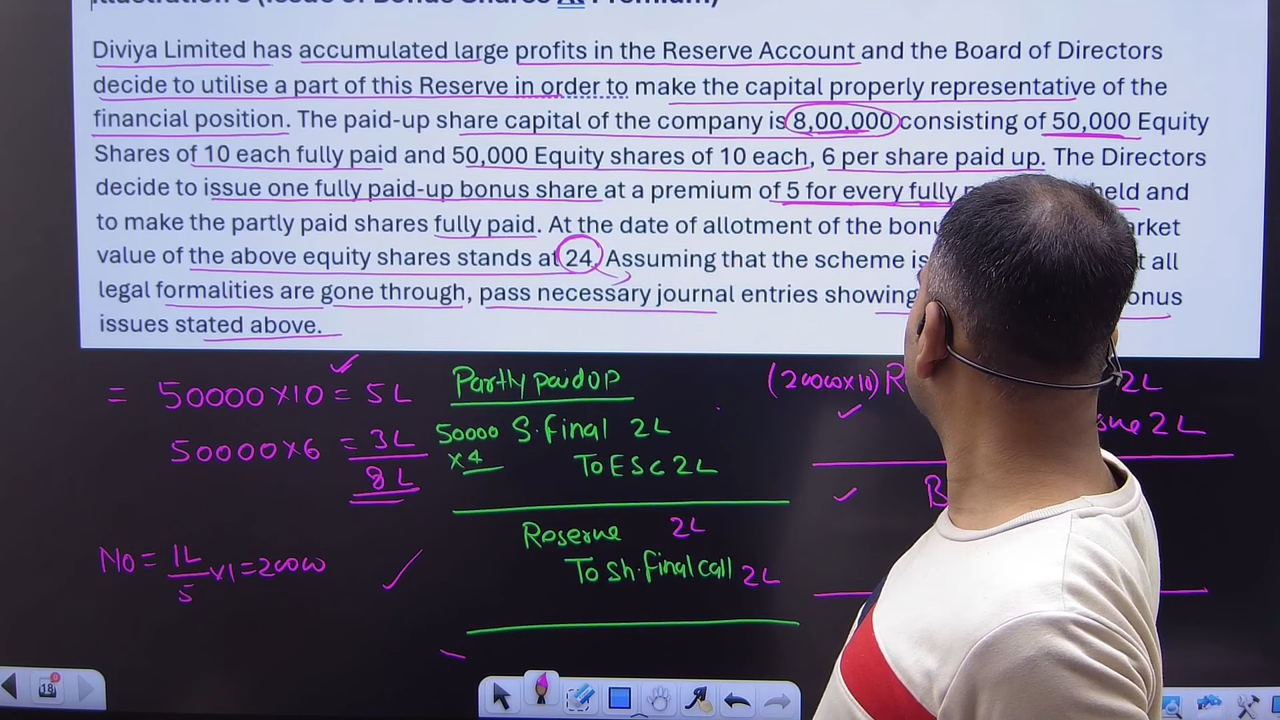 Diviya Limited has accumulated large profits in the Reserve Account and the Board of Directors
decide to utilise a part of this Reserve in order to make the capital properly representative of the
financial position. The paid-up share capital of the company is 8,00,000 consisting of 50,000 Equity
Shares of 10 each fully paid and 50,000 Equity shares of 10 each, 6 per share paid up. The Directors
decide to issue one fully paid-up bonus share at a premium of 5 for every fully held and
to make the partly paid shares fully paid. At the date of allotment of the
value of the above equity shares stands at 24. Assuming that the scheme all
legal formalities are gone through, pass necessary journal entries showing
issues stated above.
= 50000×10 = 5L
50000×6 = 3L
8L
No = 1L/5 ×1 = 20000
Partly paid up
50000 S. Final 2L
×4 To ESC 2L
Reserve 2L
To Sh. Final call 2L
(20000×10) 2L
2L
18